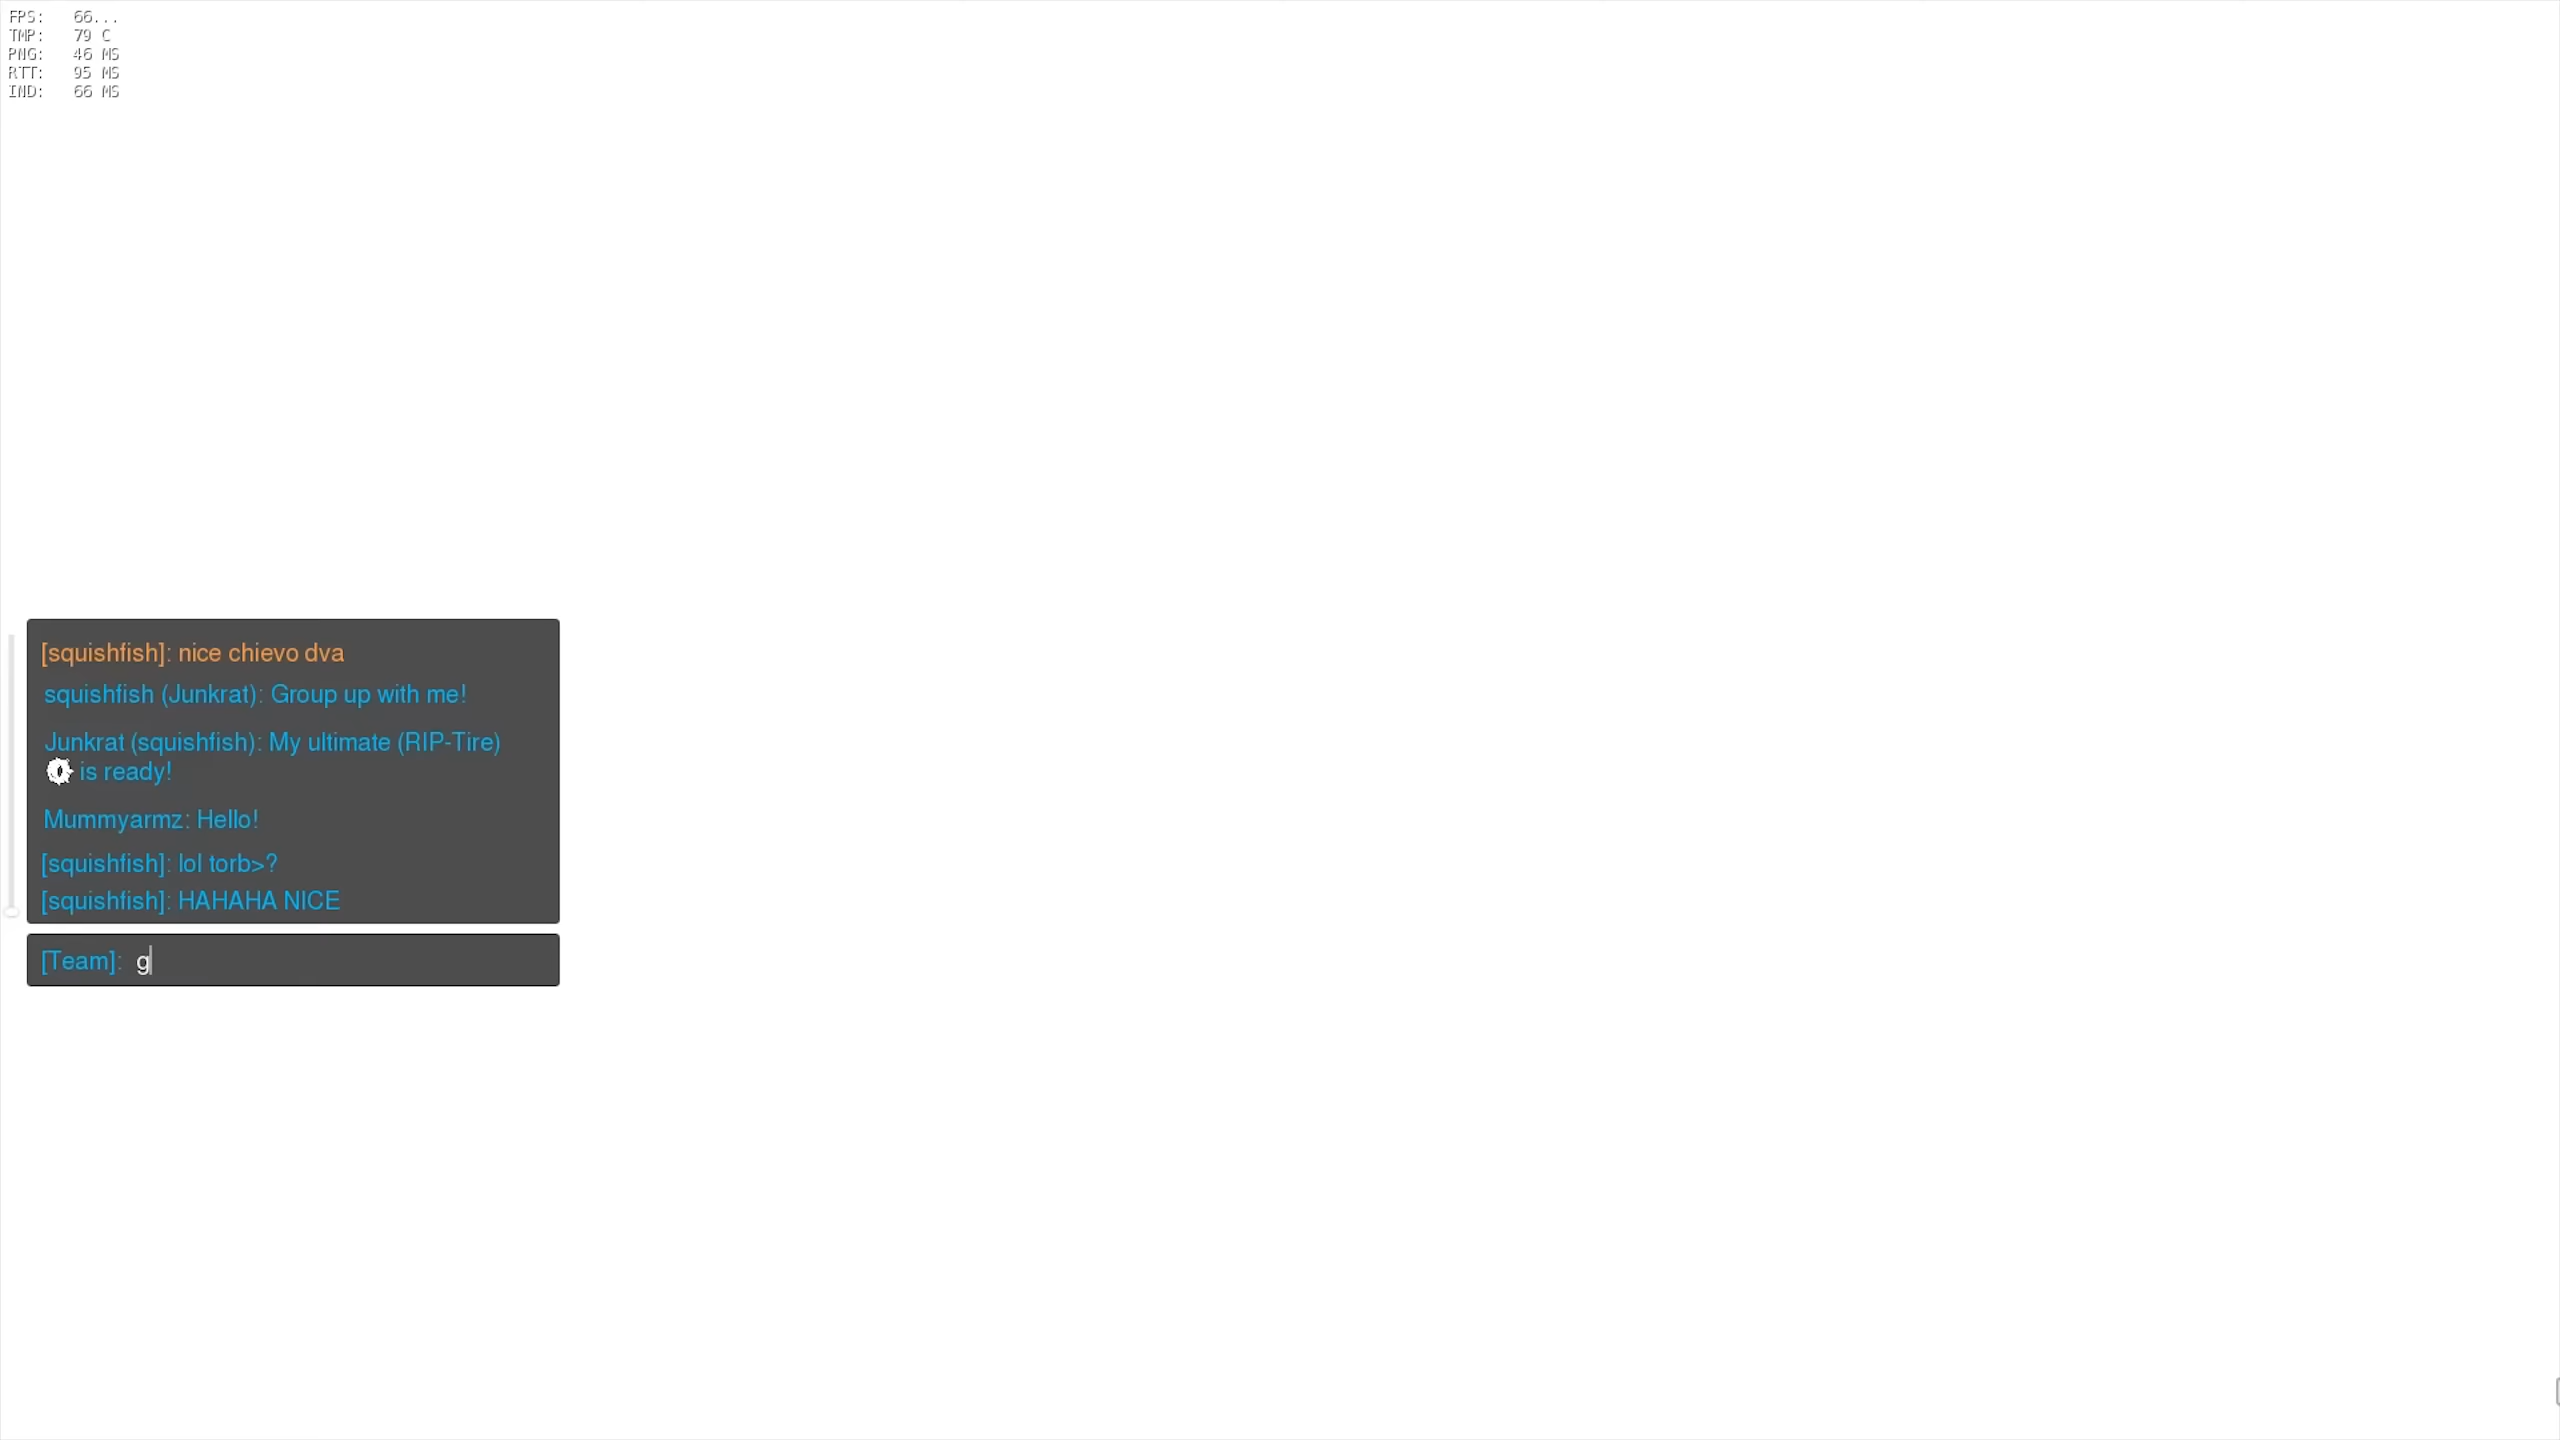 FPS: 66...
TMP: 79 C
PNG: 46 MS
RTT: 95 MS
IND: 66 MS
[squishfish]: nice chievo dva
squishfish (Junkrat): Group up with me!
Junkrat (squishfish): My ultimate (RIP-Tire)
is ready!
Mummyarmz: Hello!
[squishfish]: lol torb>?
[squishfish]: HAHAHA NICE
[Team]: g